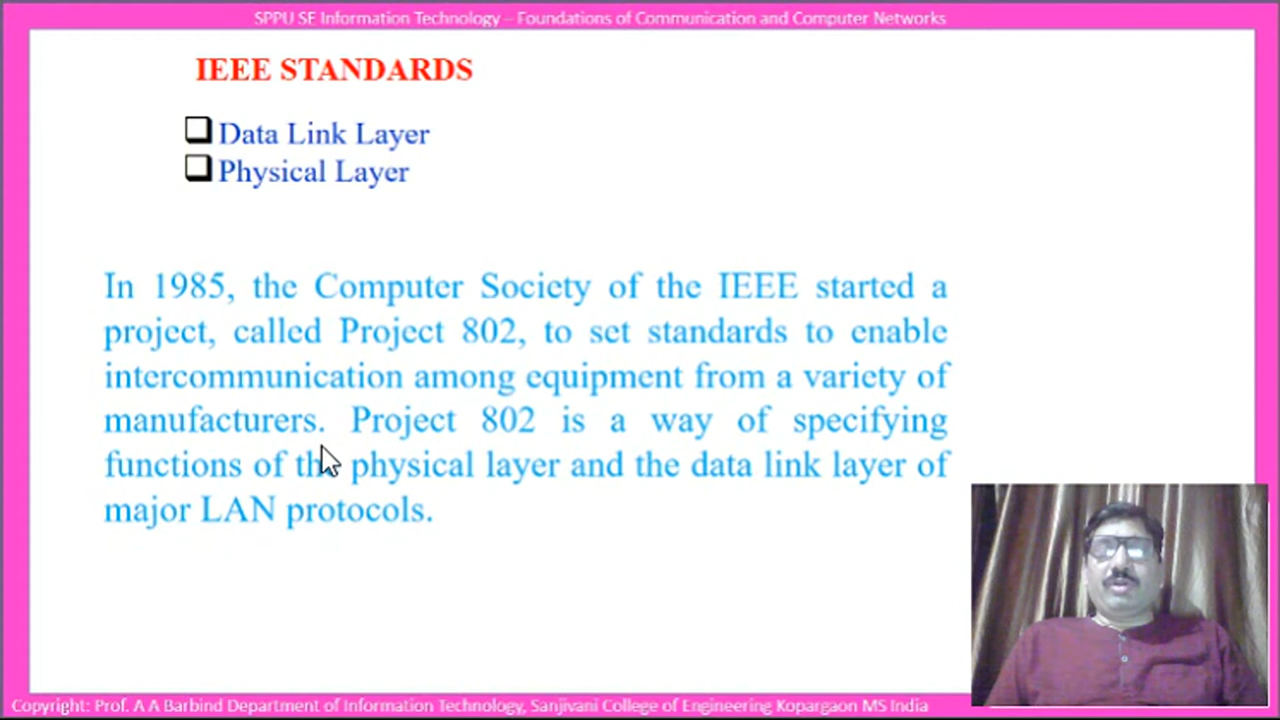 SPPU SE Information Technology – Foundations of Communication and Computer Networks
IEEE STANDARDS
Data Link Layer
Physical Layer
In 1985, the Computer Society of the IEEE started a
project, called Project 802, to set standards to enable
intercommunication among equipment from a variety of
manufacturers. Project 802 is a way of specifying
functions of the physical layer and the data link layer of
major LAN protocols.
Copyright: Prof. A A Barbind Department of Information Technology, Sanjivani College of Engineering Kopargaon MS India